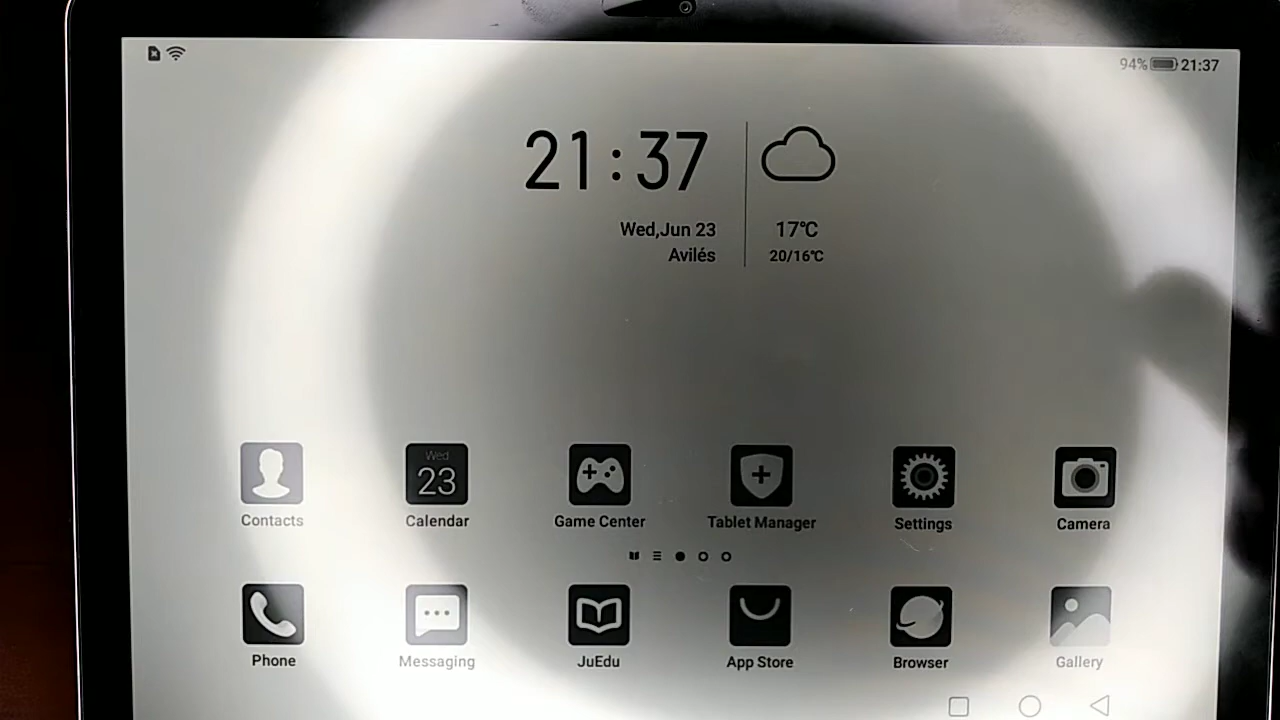 94% 21:37
21:37
Wed,Jun 23
Avilés
17℃
20/16℃
Wed
23
Contacts
Calendar
Game Center
Tablet Manager
Settings
Camera
Phone
Messaging
JuEdu
App Store
Browser
Gallery